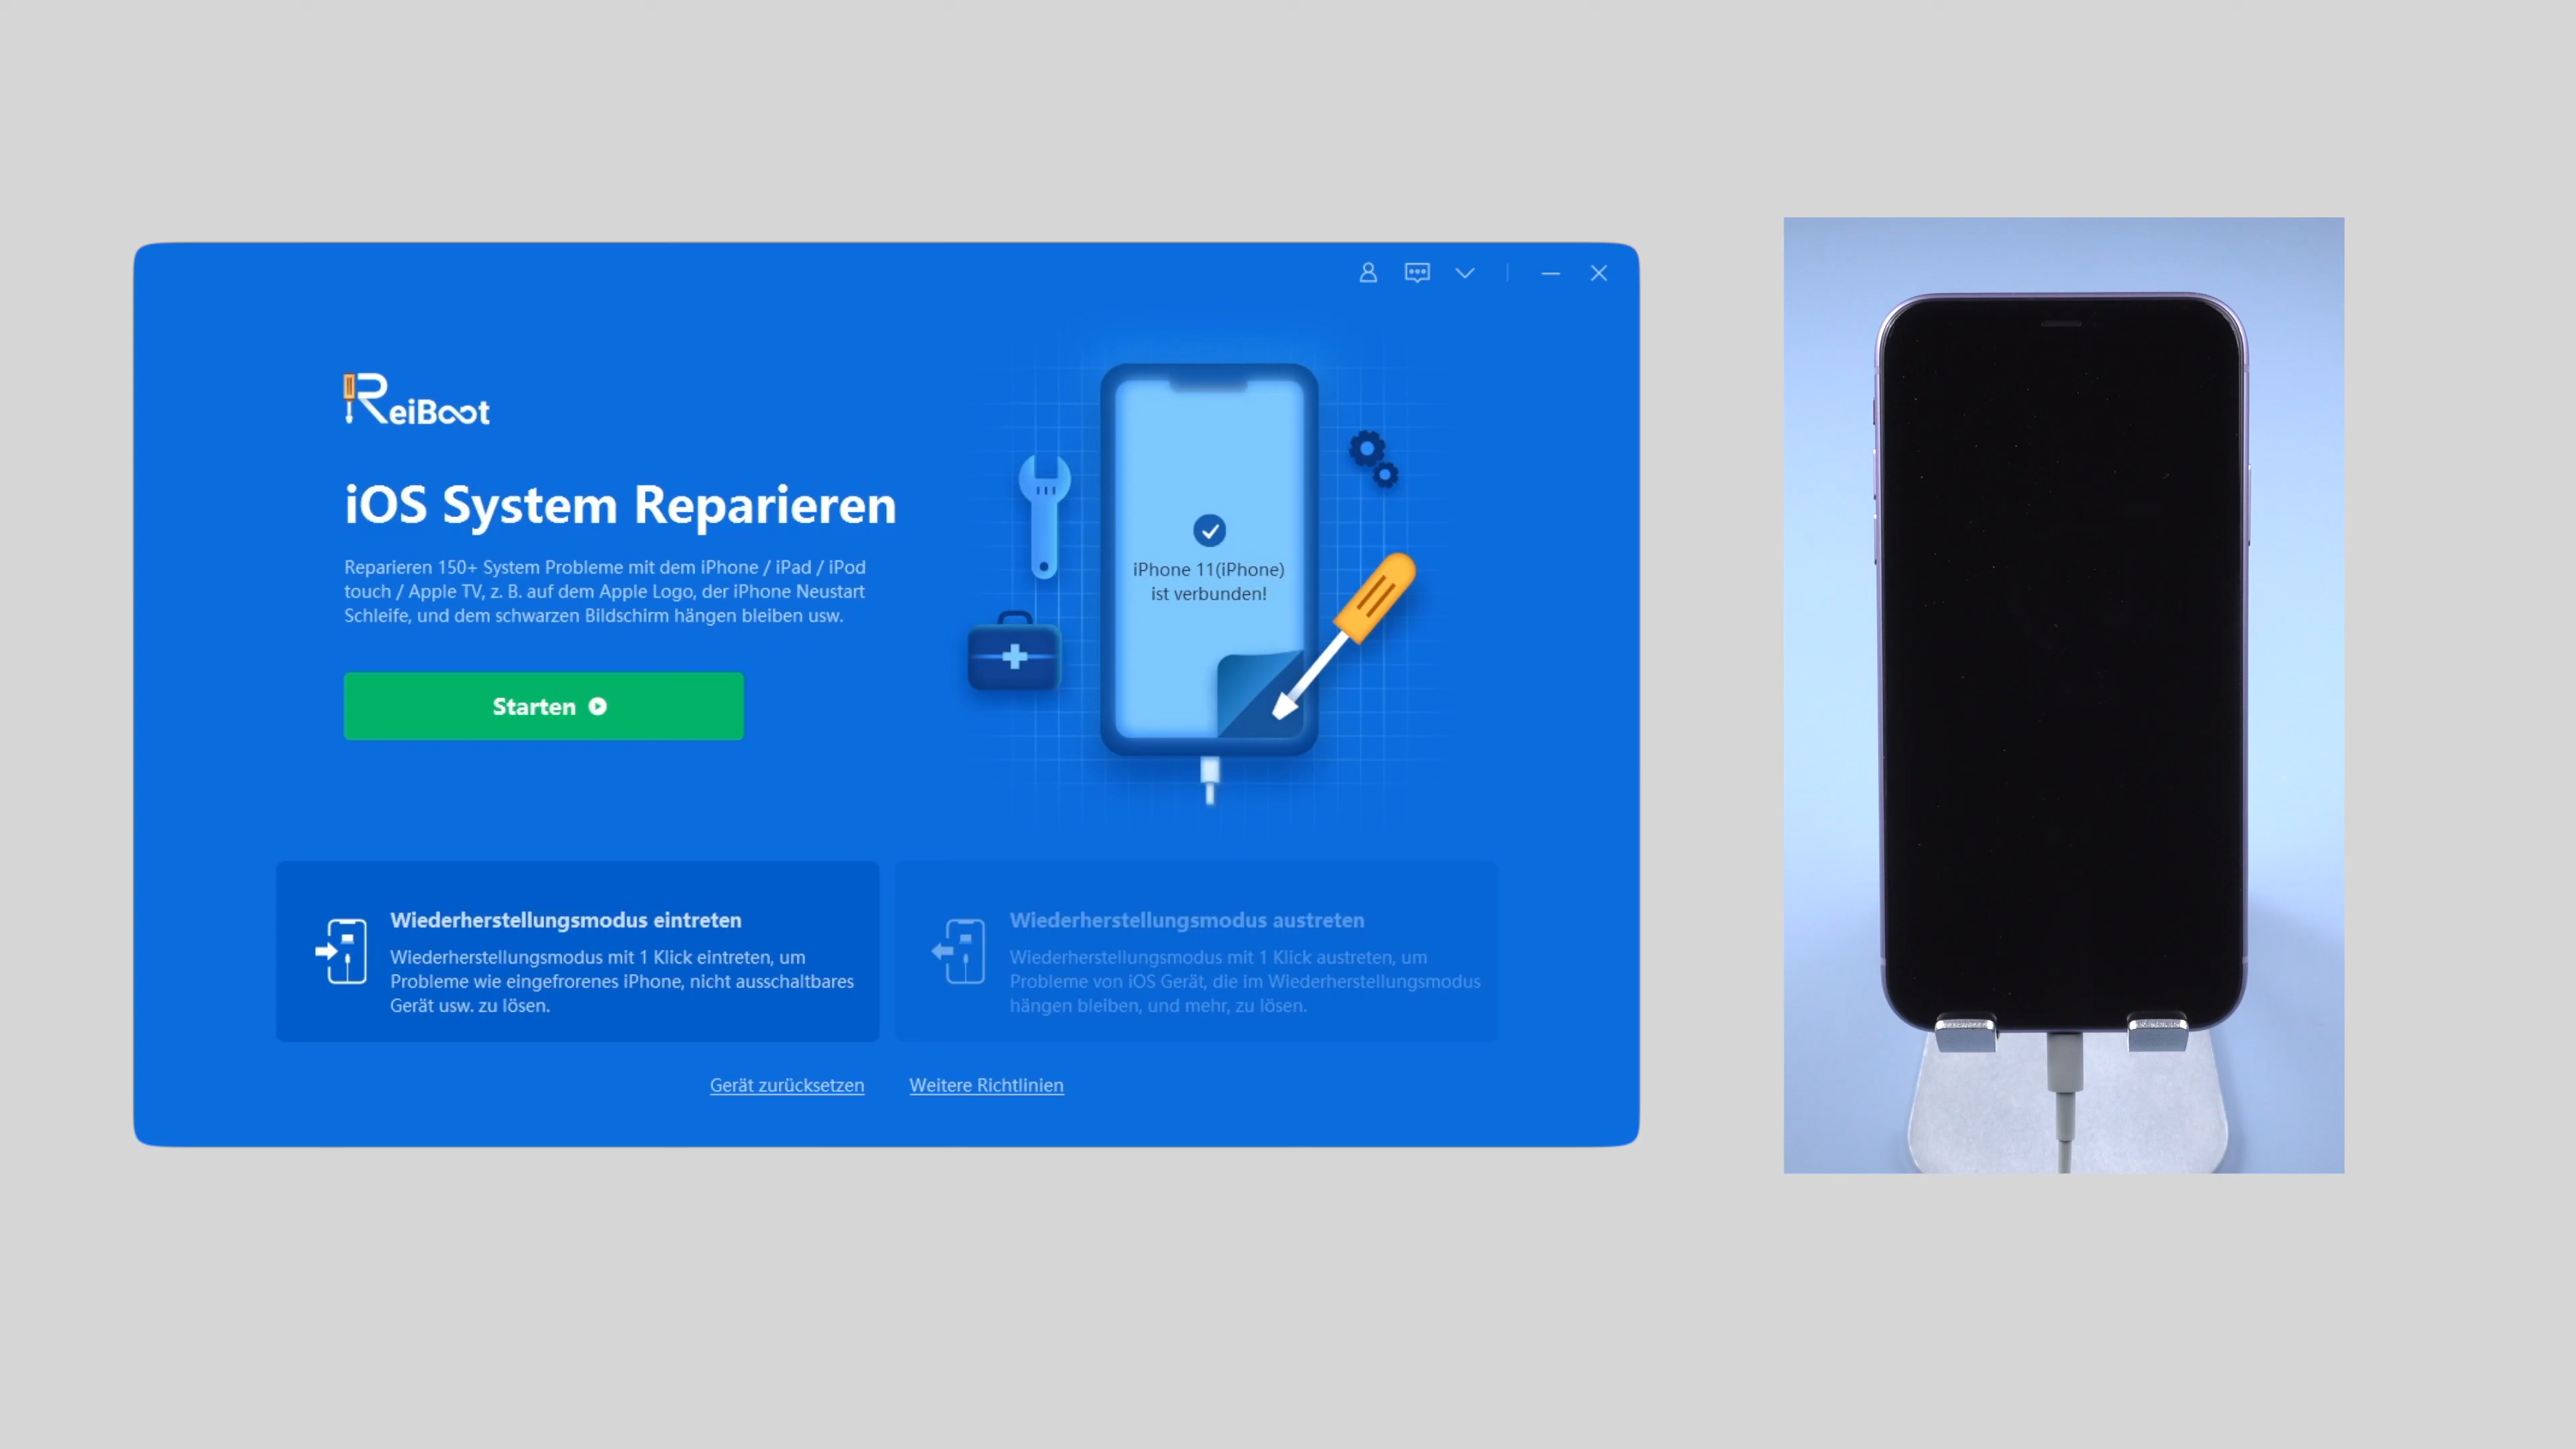 ReiBoot
iOS System Reparieren
Reparieren 150+ System Probleme mit dem iPhone / iPad / iPod
touch / Apple TV, z. B. auf dem Apple Logo, der iPhone Neustart
Schleife, und dem schwarzen Bildschirm hängen bleiben usw.
Starten
iPhone 11(iPhone)
ist verbunden!
Wiederherstellungsmodus eintreten
Wiederherstellungsmodus mit 1 Klick eintreten, um
Probleme wie eingefrorenes iPhone, nicht ausschaltbares
Gerät usw. zu lösen.
Wiederherstellungsmodus austreten
Wiederherstellungsmodus mit 1 Klick austreten, um
Probleme von iOS Gerät, die im Wiederherstellungsmodus
hängen bleiben, und mehr, zu lösen.
Gerät zurücksetzen
Weitere Richtlinien